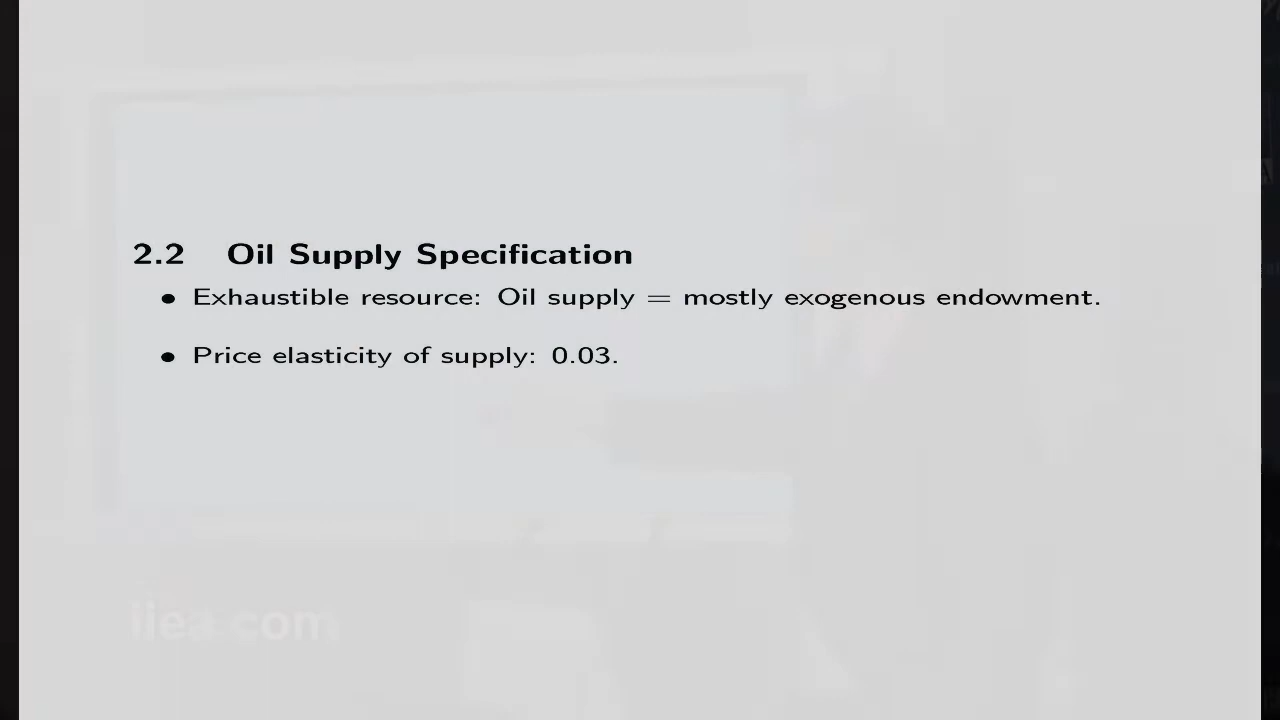 2.2 Oil Supply Specification
• Exhaustible resource: Oil supply = mostly exogenous endowment.
• Price elasticity of supply: 0.03.
iiea.com